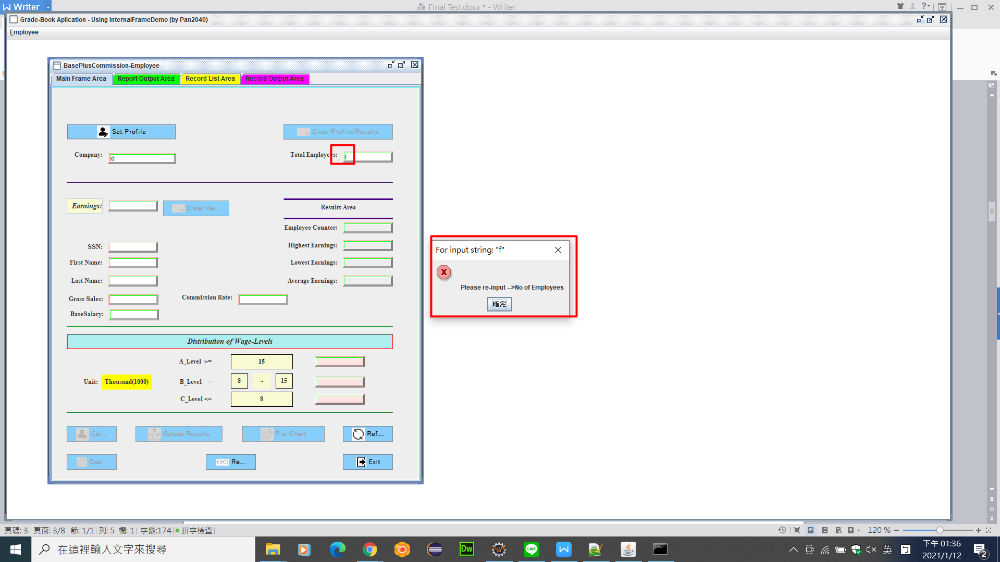 Writer
Final Test.docx * - Writer
Grade-Book Aplication - Using InternalFrameDemo (by Pan2040)
Employee
BasePlusCommission-Employee
Main Frame Area Report Output Area Record List Area Record Output Area
Set Profile Clear Profile/Results
Company: kl Total Employees: f
Earnings: Clear Re...
Results Area
Employee Counter:
SSN: Highest Earnings:
First Name: Lowest Earnings:
Last Name: Average Earnings:
Gross Sales: Commission Rate:
BaseSalary:
For input string: "f"
Please re-input -->No of Employees
確定
Distribution of Wage-Levels
A_Level >= 15
Unit: Thousand(1000) B_Level = 8 ~ 15
C_Level <= 8
Cal... Output Results Pie-Chart Ref...
Ope... Re... Exit
頁碼: 3 頁面: 3/8 節: 1/1 列: 5 欄: 1 字數:174 拼字檢查 120 %
在這裡輸入文字來搜尋
Dw
LINE
英
下午 01:36
2021/1/12
2